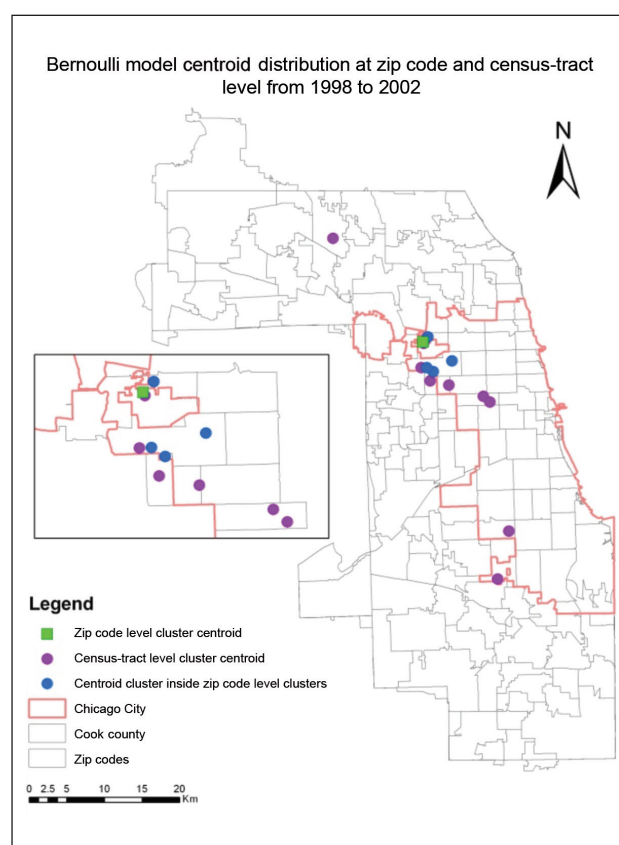 Bernoulli model centroid distribution at zip code and census-tract
level from 1998 to 2002
N
Legend
Zip code level cluster centroid
Census-tract level cluster centroid
Centroid cluster inside zip code level clusters
Chicago City
Cook county
Zip codes
0 2.5 5 10 15 20
Km